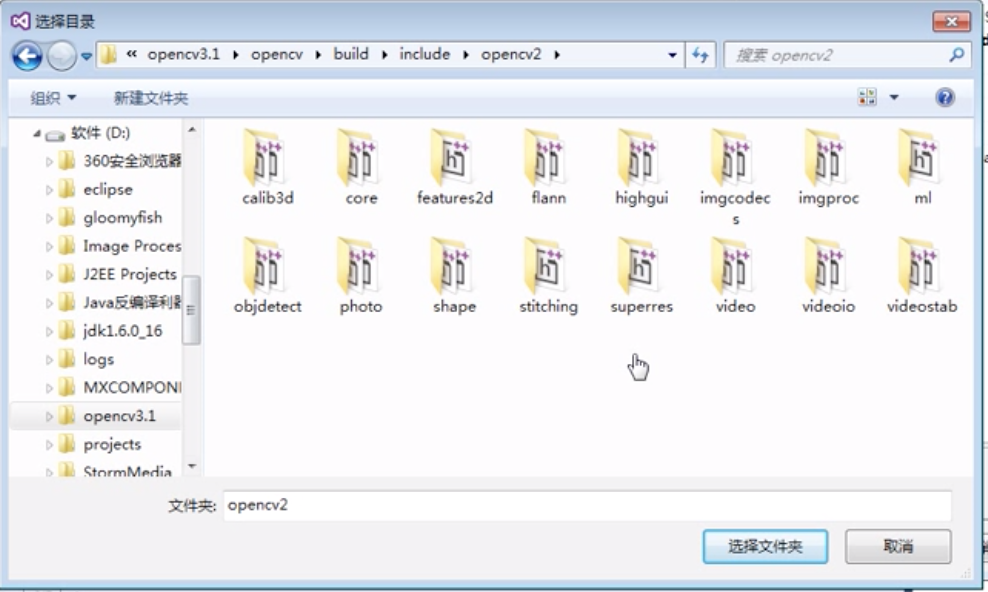 选择目录
« opencv3.1 ▸ opencv ▸ build ▸ include ▸ opencv2 ▸
搜索 opencv2
组织 新建文件夹
软件 (D:)
360安全浏览器
eclipse
gloomyfish
Image Proces
J2EE Projects
Java反编译利器
jdk1.6.0_16
logs
MXCOMPONI
opencv3.1
projects
StormMedia
calib3d core features2d flann highgui imgcodec imgproc ml
s
objdetect photo shape stitching superres video videoio videostab
文件夹: opencv2
选择文件夹 取消